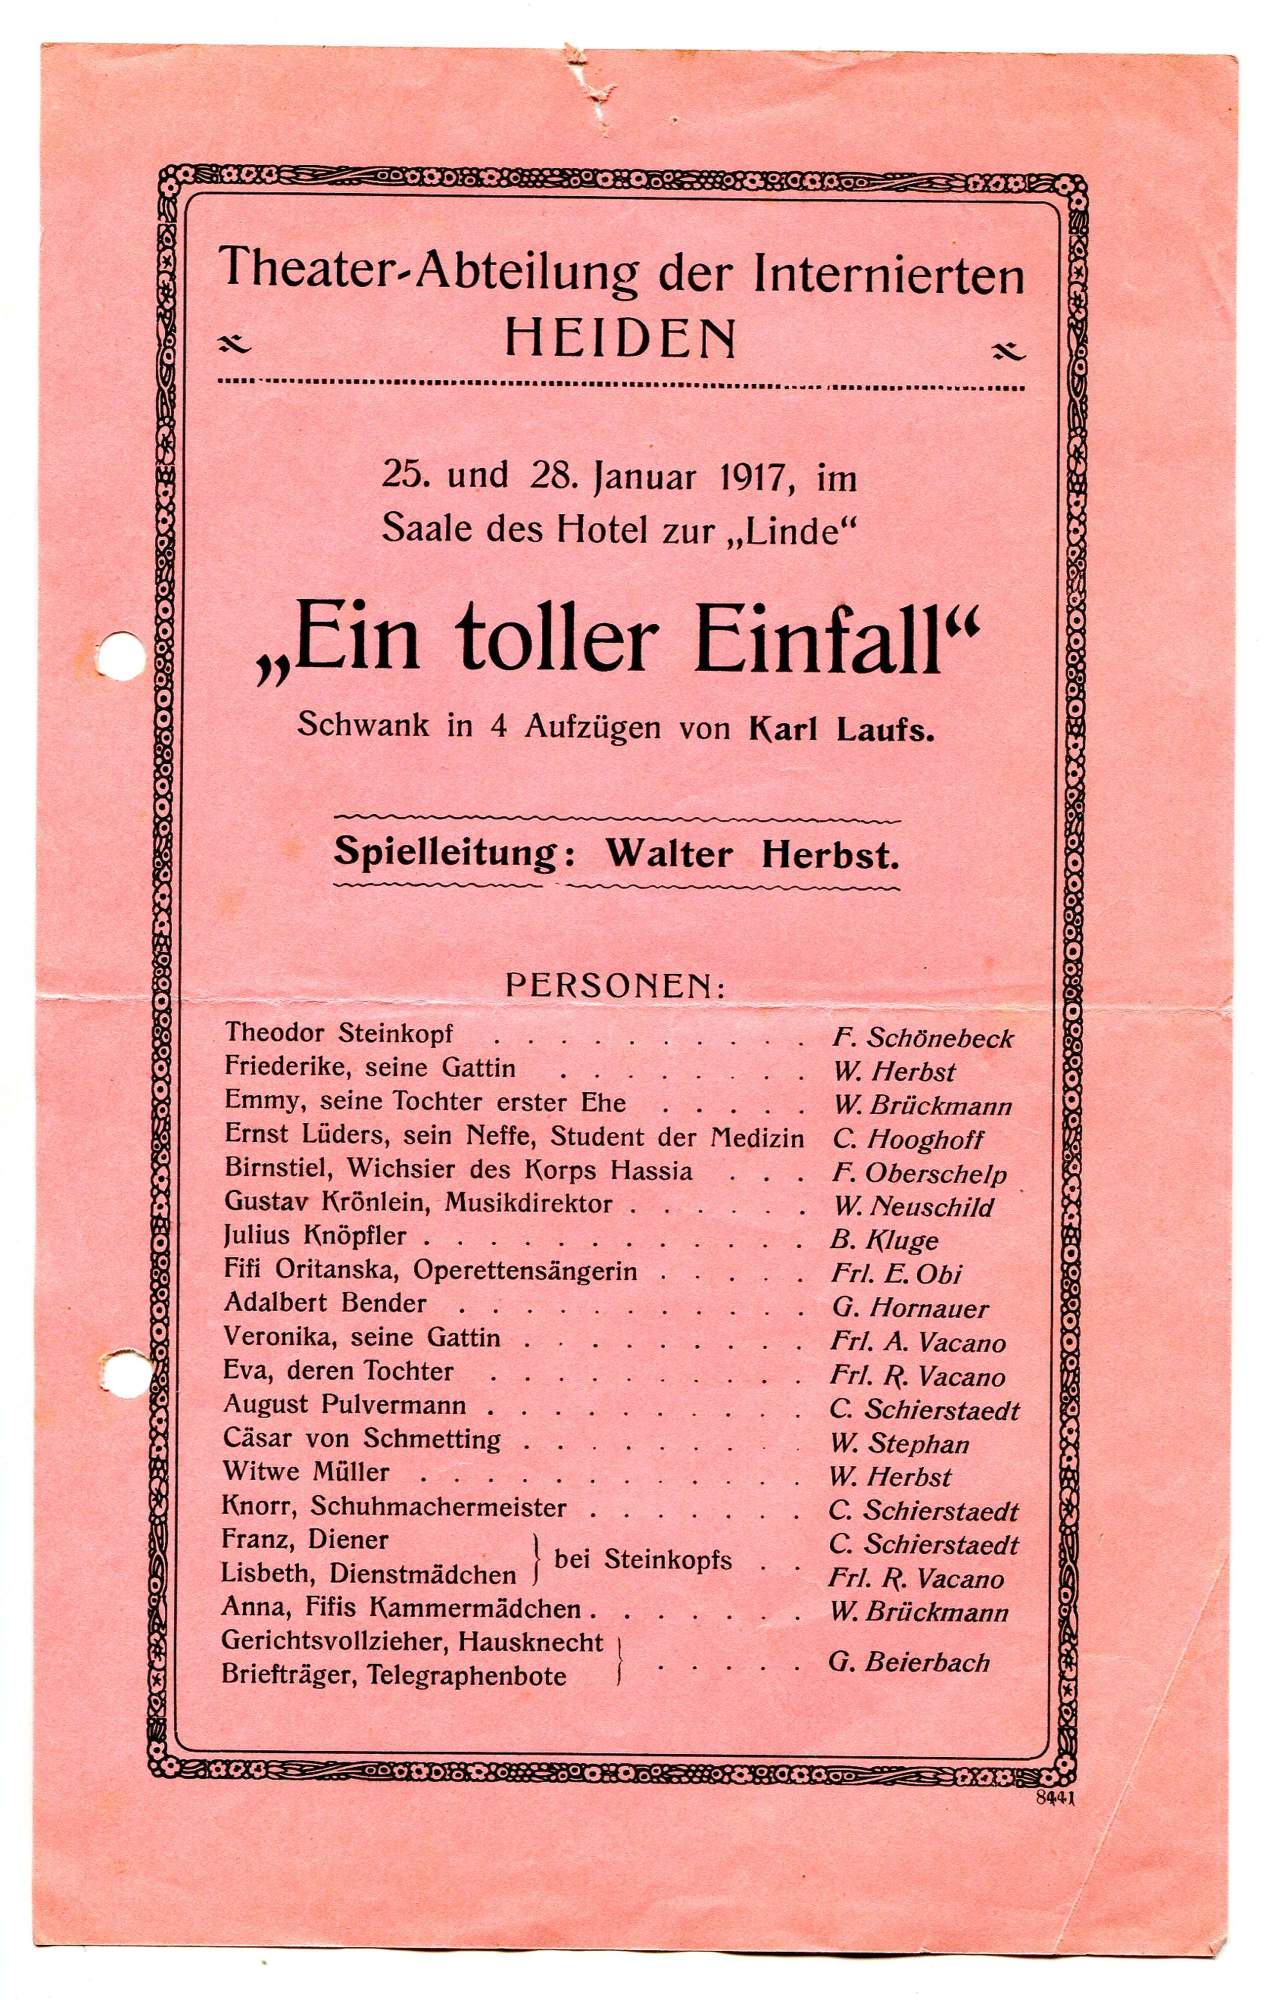 Theater-Abteilung der Internierten
HEIDEN
25. und 28. Januar 1917, im
Saale des Hotel zur „Linde“
„Ein toller Einfall“
Schwank in 4 Aufzügen von Karl Laufs.
Spielleitung: Walter Herbst.
PERSONEN:
Theodor Steinkopf . . . . . . . . . . F. Schönebeck
Friederike, seine Gattin . . . . . . . . W. Herbst
Emmy, seine Tochter erster Ehe . . . . . W. Brückmann
Ernst Lüders, sein Neffe, Student der Medizin C. Hooghoff
Birnstiel, Wichsier des Korps Hassia . . . F. Oberschelp
Gustav Krönlein, Musikdirektor . . . . . . W. Neuschild
Julius Knöpfler . . . . . . . . . . . . B. Kluge
Fifi Oritanska, Operettensängerin . . . . . Frl. E. Obi
Adalbert Bender . . . . . . . . . . . G. Hornauer
Veronika, seine Gattin . . . . . . . . . Frl. A. Vacano
Eva, deren Tochter . . . . . . . . . . Frl. R. Vacano
August Pulvermann . . . . . . . . . . C. Schierstaedt
Cäsar von Schmetting . . . . . . . . . W. Stephan
Witwe Müller . . . . . . . . . . . . W. Herbst
Knorr, Schuhmachermeister . . . . . . . C. Schierstaedt
Franz, Diener C. Schierstaedt
} bei Steinkopfs . .
Lisbeth, Dienstmädchen Frl. R. Vacano
Anna, Fifis Kammermädchen . . . . . . . W. Brückmann
Gerichtsvollzieher, Hausknecht
} . . . . . G. Beierbach
Briefträger, Telegraphenbote
8441